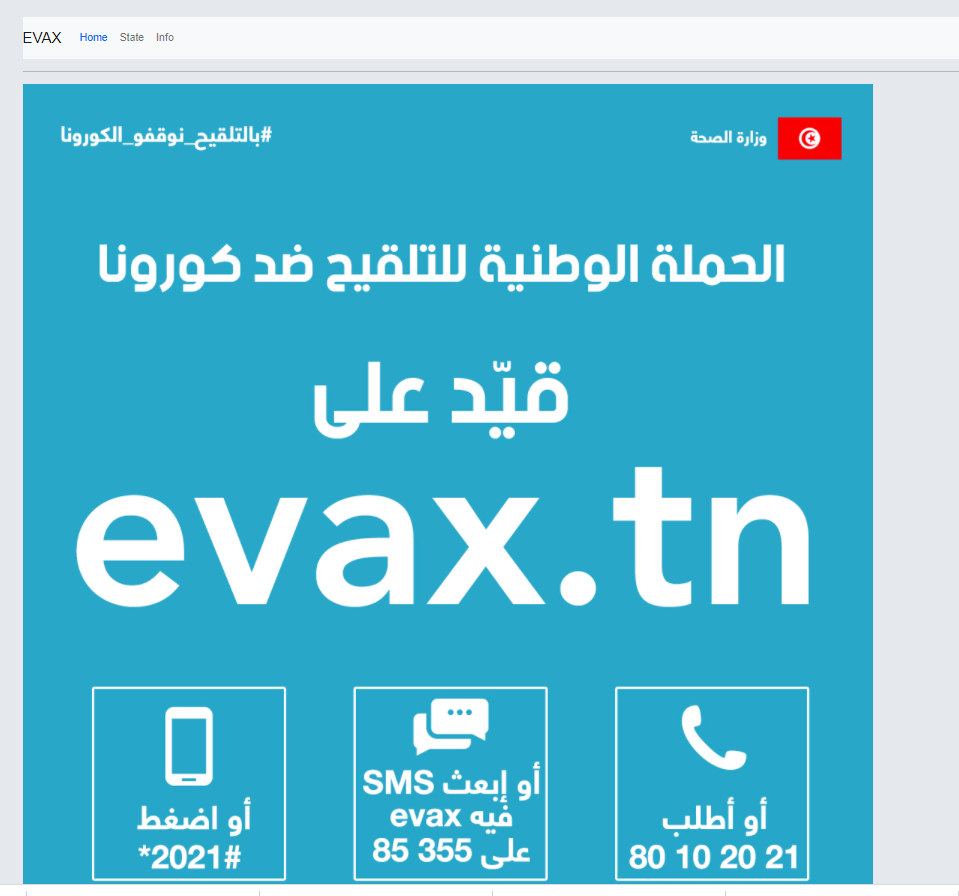 EVAX Home State Info
وزارة الصحة
#بالتلقيح_نوقفو_الكورونا
الحملة الوطنية للتلقيح ضد كورونا
قيّد على
evax.tn
أو أطلب
80 10 20 21
أو إبعث SMS
فيه evax
على 355 85
أو اضغط
*2021#